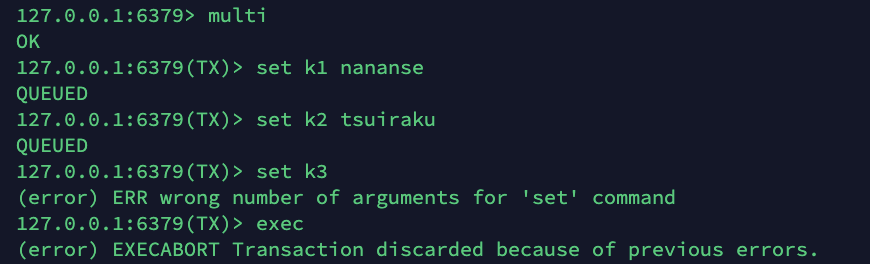 127.0.0.1:6379> multi
OK
127.0.0.1:6379(TX)> set k1 nananse
QUEUED
127.0.0.1:6379(TX)> set k2 tsuiraku
QUEUED
127.0.0.1:6379(TX)> set k3
(error) ERR wrong number of arguments for 'set' command
127.0.0.1:6379(TX)> exec
(error) EXECABORT Transaction discarded because of previous errors.